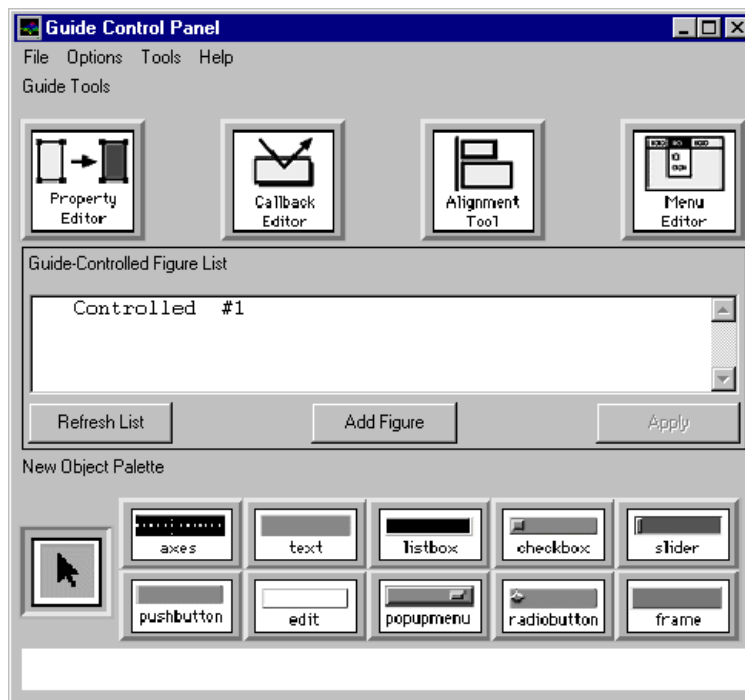 Guide Control Panel
File Options Tools Help
Guide Tools
Property Editor
Callback Editor
Alignment Tool
Menu Editor
Guide-Controlled Figure List
Controlled #1
Refresh List Add Figure Apply
New Object Palette
axes text listbox checkbox slider
pushbutton edit popupmenu radiobutton frame